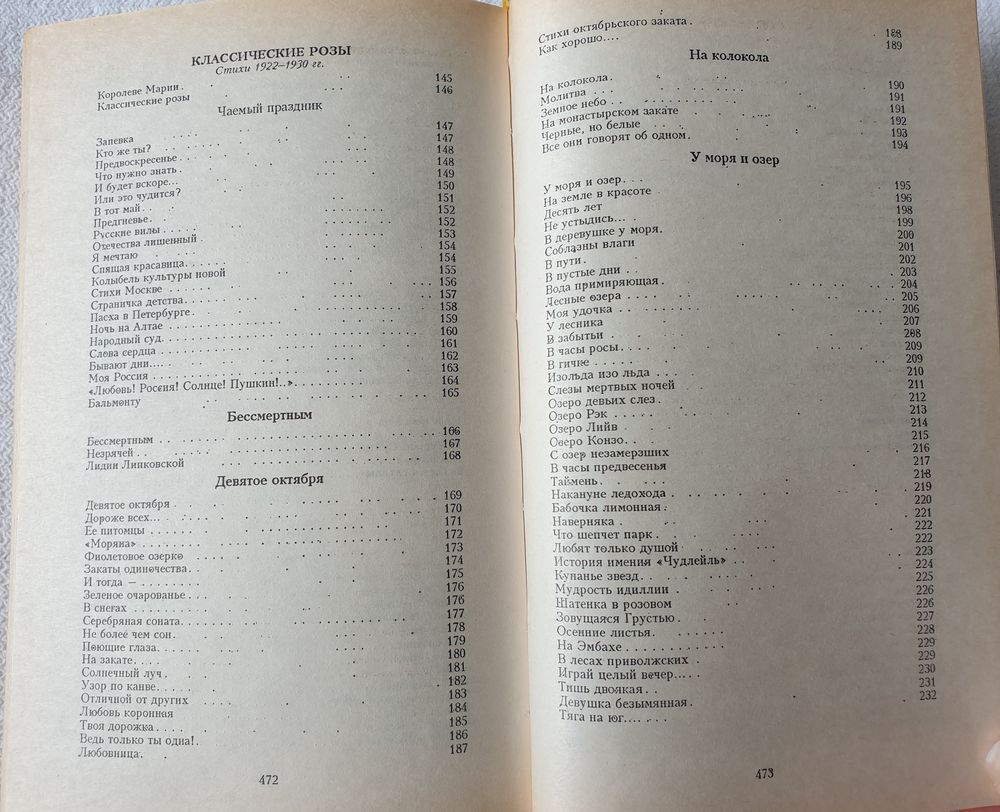 КЛАССИЧЕСКИЕ РОЗЫ
Стихи 1922—1930 гг.
Королеве Марии . 145
Классические розы 146
Чаемый праздник
Запевка 147
Кто же ты? 147
Предвоскресенье 148
Что нужно знать 148
И будет вскоре... 149
Или это чудится? 150
В тот май 151
Предгневье 152
Русские вилы 152
Отечества лишенный 153
Я мечтаю 154
Спящая красавица 154
Колыбель культуры новой 155
Стихи Москве 156
Страничка детства 157
Пасха в Петербурге 158
Ночь на Алтае 159
Народный суд 160
Слова сердца 161
Бывают дни... 162
Моя Россия 163
«Любовь! Россия! Солнце! Пушкин!..» 164
Бальмонту 165
Бессмертным
Бессмертным 166
Незрячей 167
Лидии Липковской 168
Девятое октября
Девятое октября 169
Дороже всех... 170
Ее питомцы 171
«Моряна» 172
Фиолетовое озерко 173
Закаты одиночества 174
И тогда — 175
Зеленое очарованье 176
В снегах 176
Серебряная соната 177
Не более чем сон 178
Поющие глаза 179
На закате 180
Солнечный луч 181
Узор по канве 182
Отличной от других 183
Любовь коронная 184
Твоя дорожка 185
Ведь только ты одна! 186
Любовница 187
472
Стихи октябрьского заката 188
Как хорошо... 189
На колокола
На колокола 190
Молитва 191
Земное небо 191
На монастырском закате 192
Черные, но белые 193
Все они говорят об одном 194
У моря и озер
У моря и озер 195
На земле в красоте 196
Десять лет 198
Не устыдись... 199
В деревушке у моря 200
Соблазны влаги 201
В пути 202
В пустые дни 203
Вода примиряющая 204
Лесные озера 205
Моя удочка 206
У лесника 207
В забытьи 208
В часы росы 209
В гичке 209
Изольда изо льда 210
Слезы мертвых ночей 211
Озеро девьих слез 212
Озеро Рэк 213
Озеро Лийв 214
Озеро Конзо 215
С озер незамерзших 216
В часы предвесенья 217
Таймень 218
Накануне ледохода 219
Бабочка лимонная 220
Наверняка 221
Что шепчет парк 222
Любят только душой 222
История имения «Чудлейль» 223
Купанье звезд 224
Мудрость идиллии 225
Шатенка в розовом 226
Зовущаяся Грустью 226
Осенние листья 227
На Эмбахе 228
В лесах приволжских 229
Играй целый вечер... 229
Тишь двоякая 230
Девушка безымянная 231
Тяга на юг... 232
473